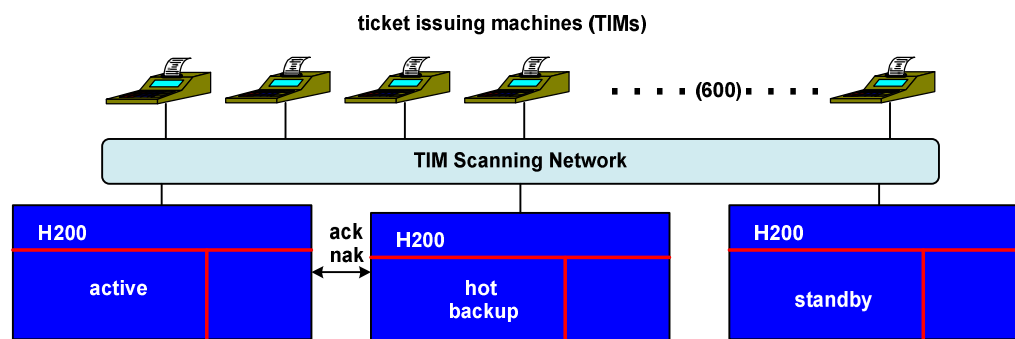 ticket issuing machines (TIMs)
. . . . (600). . . . .
TIM Scanning Network
H200
active
ack
nak
H200
hot
backup
H200
standby